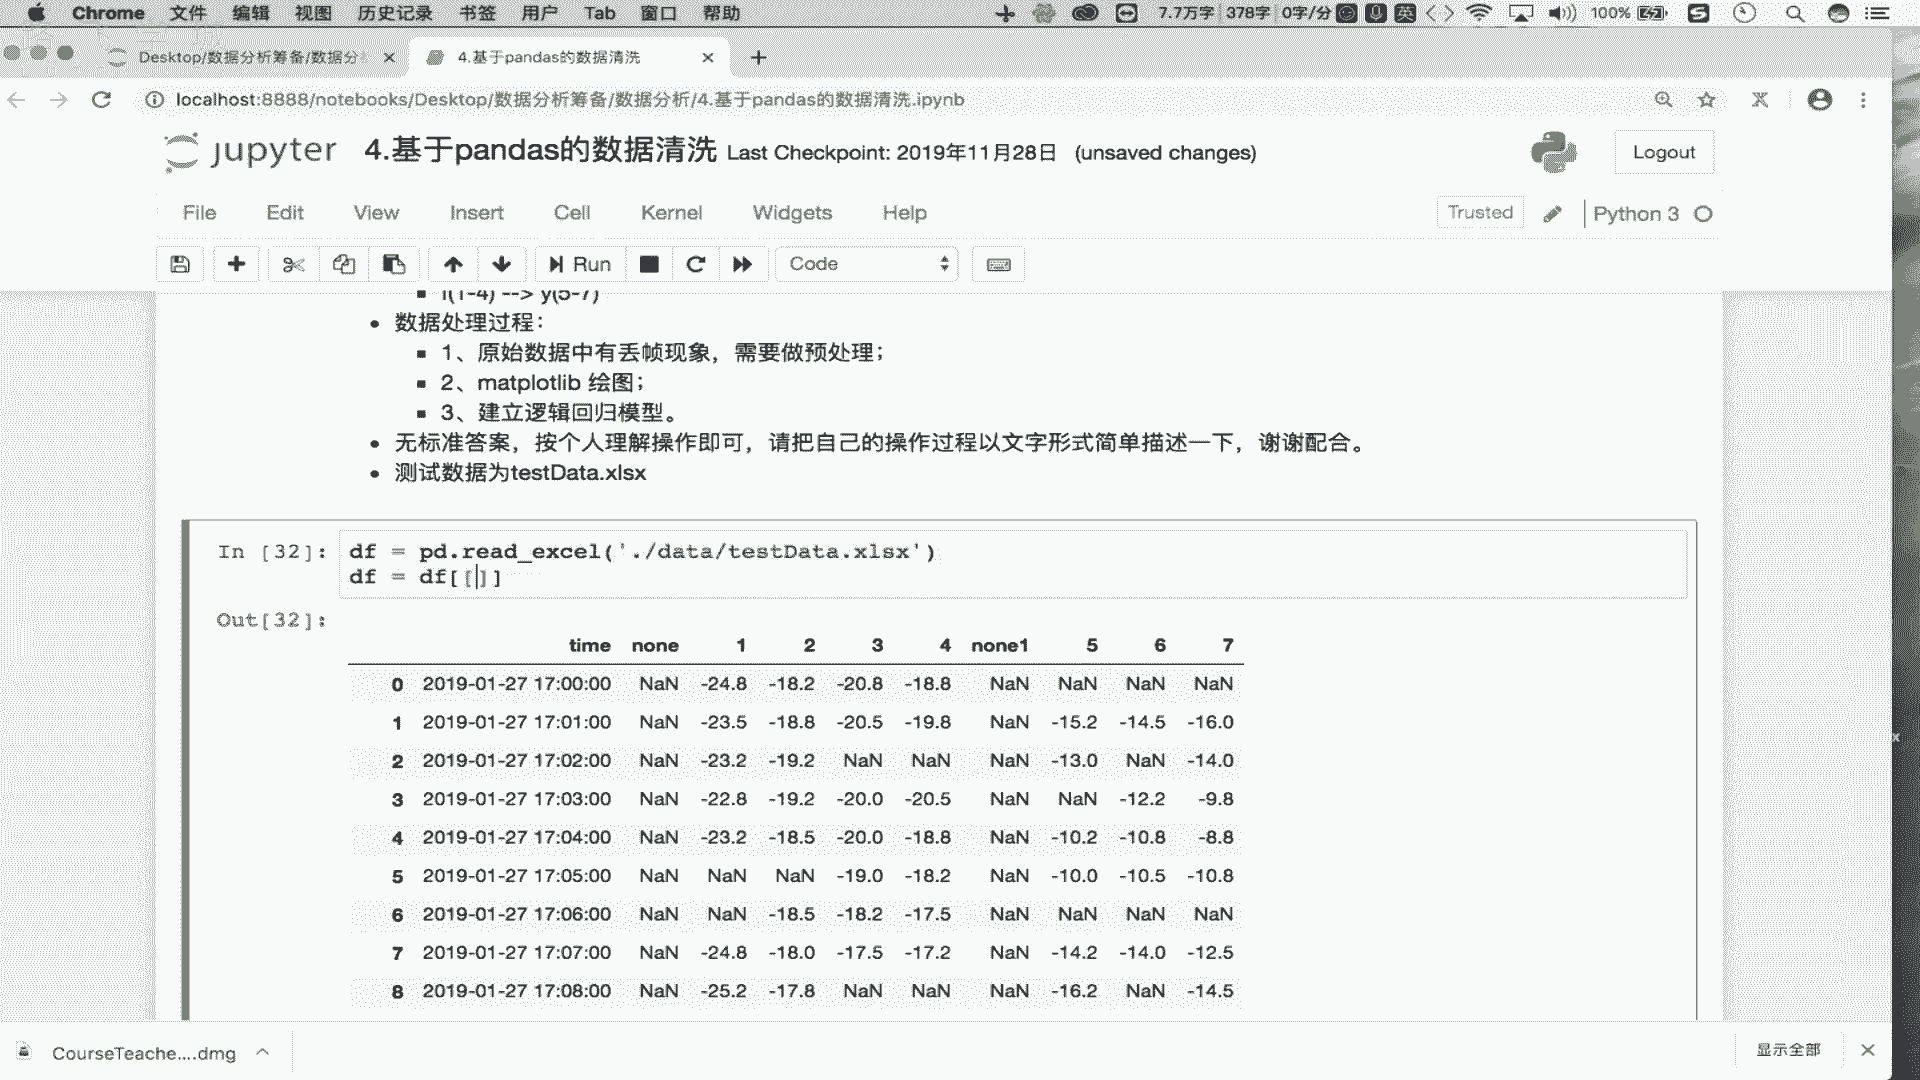 Chrome 文件 编辑 视图 历史记录 书签 用户 Tab 窗口 帮助 7.7万字 378字 0字/分 英 100%
Desktop/数据分析筹备/数据分 4.基于pandas的数据清洗
localhost:8888/notebooks/Desktop/数据分析筹备/数据分析/4.基于pandas的数据清洗.ipynb
jupyter 4.基于pandas的数据清洗 Last Checkpoint: 2019年11月28日 (unsaved changes) Logout
File Edit View Insert Cell Kernel Widgets Help Trusted Python 3
Run Code
(1-4) --> y(5-7)
数据处理过程：
1、原始数据中有丢帧现象，需要做预处理；
2、matplotlib 绘图；
3、建立逻辑回归模型。
无标准答案，按个人理解操作即可，请把自己的操作过程以文字形式简单描述一下，谢谢配合。
测试数据为testData.xlsx
In [32]: df = pd.read_excel('./data/testData.xlsx')
df = df[[]]
Out[32]:
time none 1 2 3 4 none1 5 6 7
0 2019-01-27 17:00:00 NaN -24.8 -18.2 -20.8 -18.8 NaN NaN NaN NaN
1 2019-01-27 17:01:00 NaN -23.5 -18.8 -20.5 -19.8 NaN -15.2 -14.5 -16.0
2 2019-01-27 17:02:00 NaN -23.2 -19.2 NaN NaN NaN -13.0 NaN -14.0
3 2019-01-27 17:03:00 NaN -22.8 -19.2 -20.0 -20.5 NaN NaN -12.2 -9.8
4 2019-01-27 17:04:00 NaN -23.2 -18.5 -20.0 -18.8 NaN -10.2 -10.8 -8.8
5 2019-01-27 17:05:00 NaN NaN NaN -19.0 -18.2 NaN -10.0 -10.5 -10.8
6 2019-01-27 17:06:00 NaN NaN -18.5 -18.2 -17.5 NaN NaN NaN NaN
7 2019-01-27 17:07:00 NaN -24.8 -18.0 -17.5 -17.2 NaN -14.2 -14.0 -12.5
8 2019-01-27 17:08:00 NaN -25.2 -17.8 NaN NaN NaN -16.2 NaN -14.5
CourseTeache....dmg 显示全部